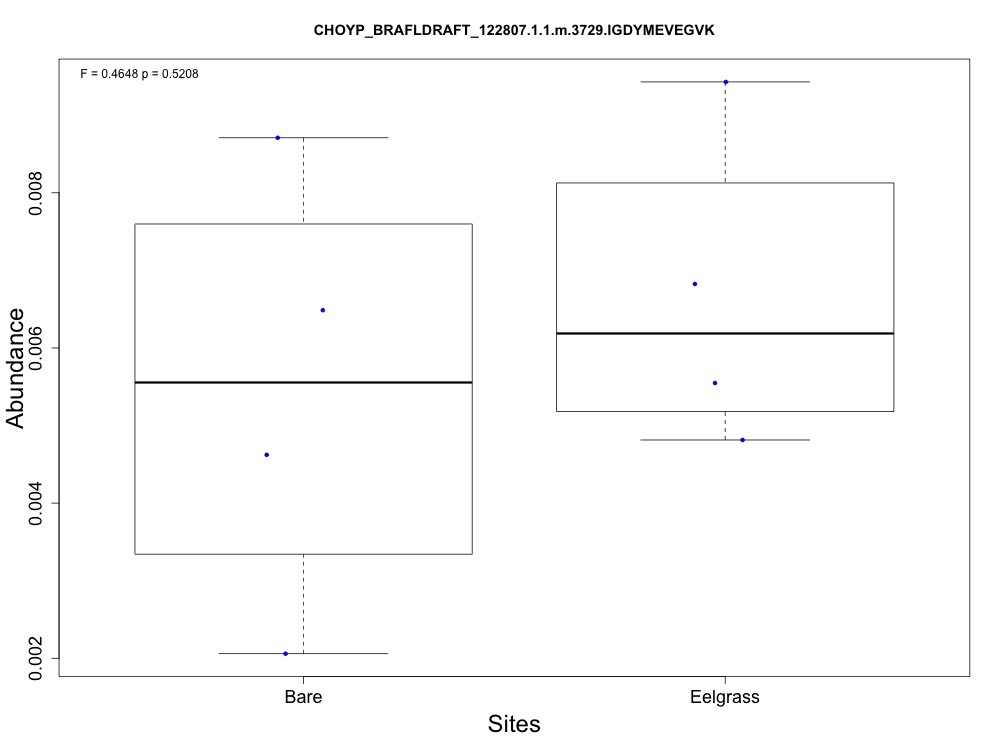 CHOYP_BRAFLDRAFT_122807.1.1.m.3729.IGDYMEVEGVK
F = 0.4648 p = 0.5208
0.008
0.006
0.004
0.002
Abundance
Bare
Eelgrass
Sites